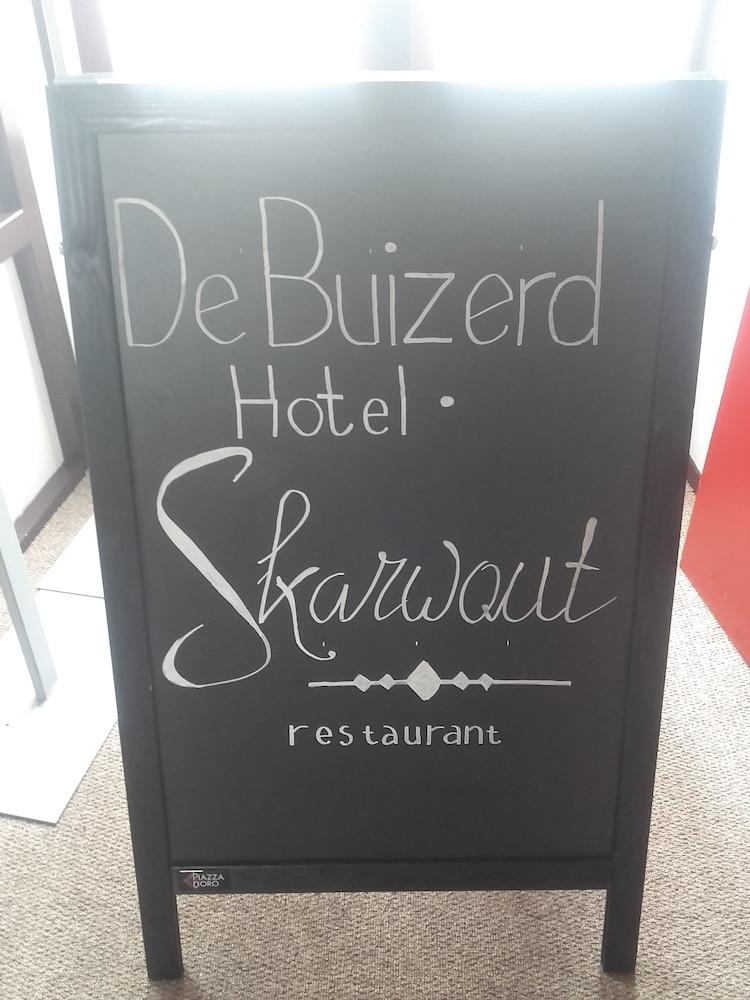 De Buizerd
Hotel •
Skarwout
restaurant
PIAZZA
D'ORO